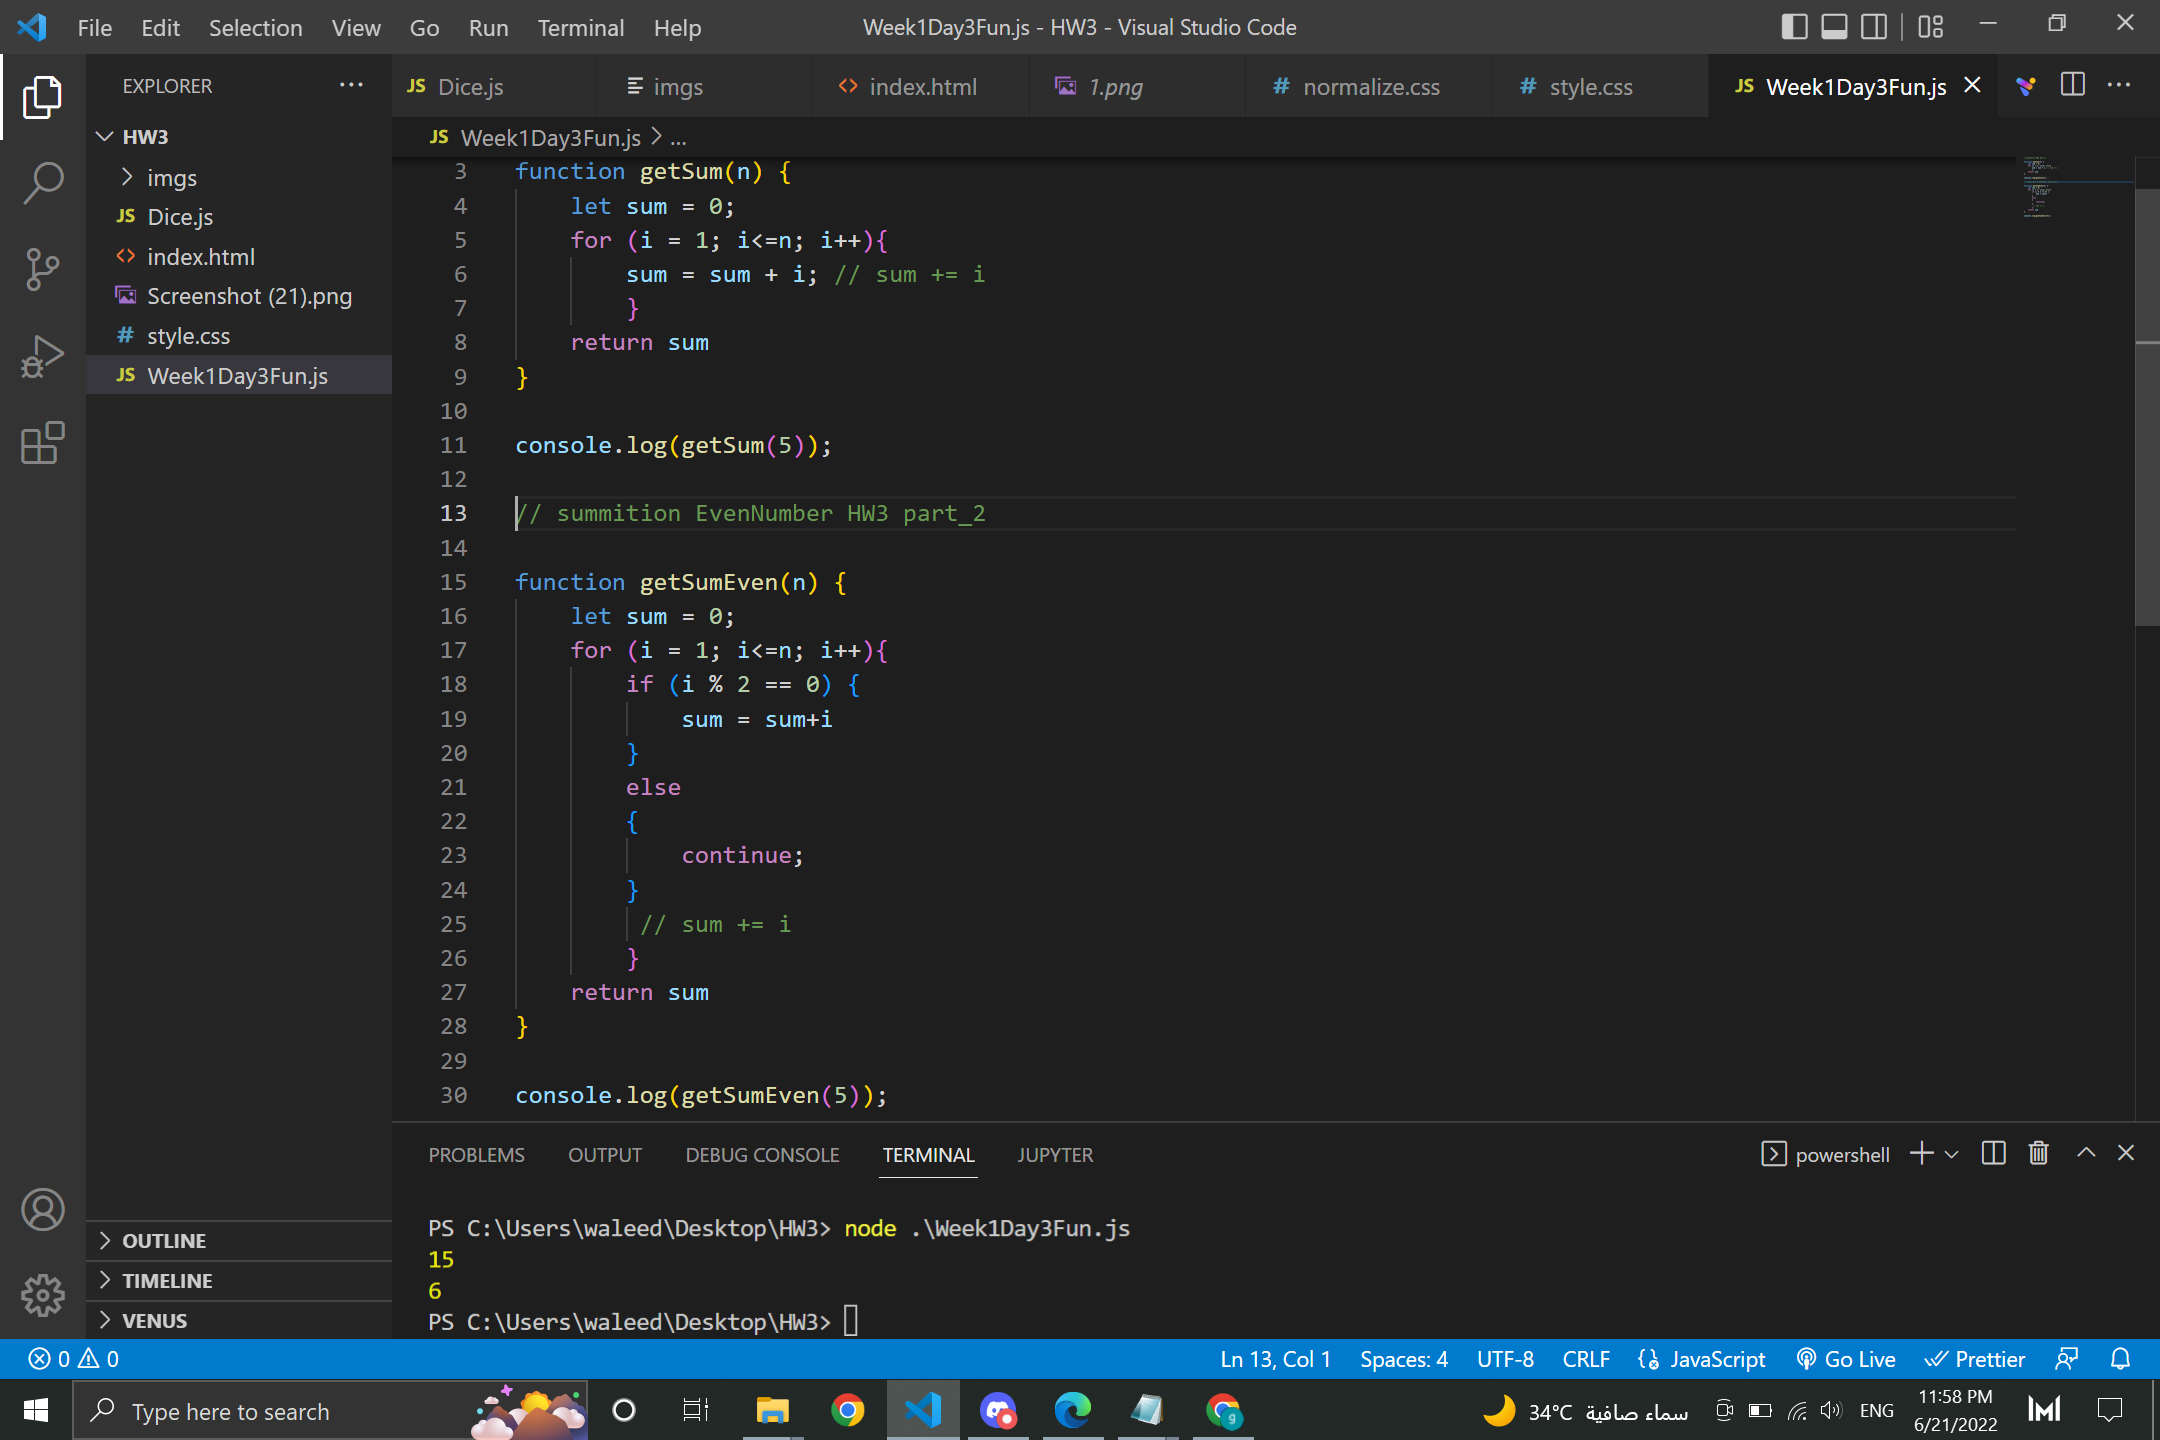 File Edit Selection View Go Run Terminal Help
Week1Day3Fun.js - HW3 - Visual Studio Code
EXPLORER
HW3
imgs
JS Dice.js
<> index.html
Screenshot (21).png
# style.css
JS Week1Day3Fun.js
OUTLINE
TIMELINE
VENUS
JS Dice.js
imgs
<> index.html
1.png
# normalize.css
# style.css
JS Week1Day3Fun.js
JS Week1Day3Fun.js > ...
3 function getSum(n) {
4     let sum = 0;
5     for (i = 1; i<=n; i++){
6         sum = sum + i; // sum += i
7         }
8     return sum
9 }
10
11 console.log(getSum(5));
12
13 // summition EvenNumber HW3 part_2
14
15 function getSumEven(n) {
16     let sum = 0;
17     for (i = 1; i<=n; i++){
18         if (i % 2 == 0) {
19             sum = sum+i
20         }
21         else
22         {
23             continue;
24         }
25          // sum += i
26         }
27     return sum
28 }
29
30 console.log(getSumEven(5));
PROBLEMS OUTPUT DEBUG CONSOLE TERMINAL JUPYTER
powershell
PS C:\Users\waleed\Desktop\HW3> node .\Week1Day3Fun.js
15
6
PS C:\Users\waleed\Desktop\HW3>
0 0
Ln 13, Col 1 Spaces: 4 UTF-8 CRLF JavaScript Go Live Prettier
Type here to search
34°C سماء صافية
ENG
11:58 PM
6/21/2022